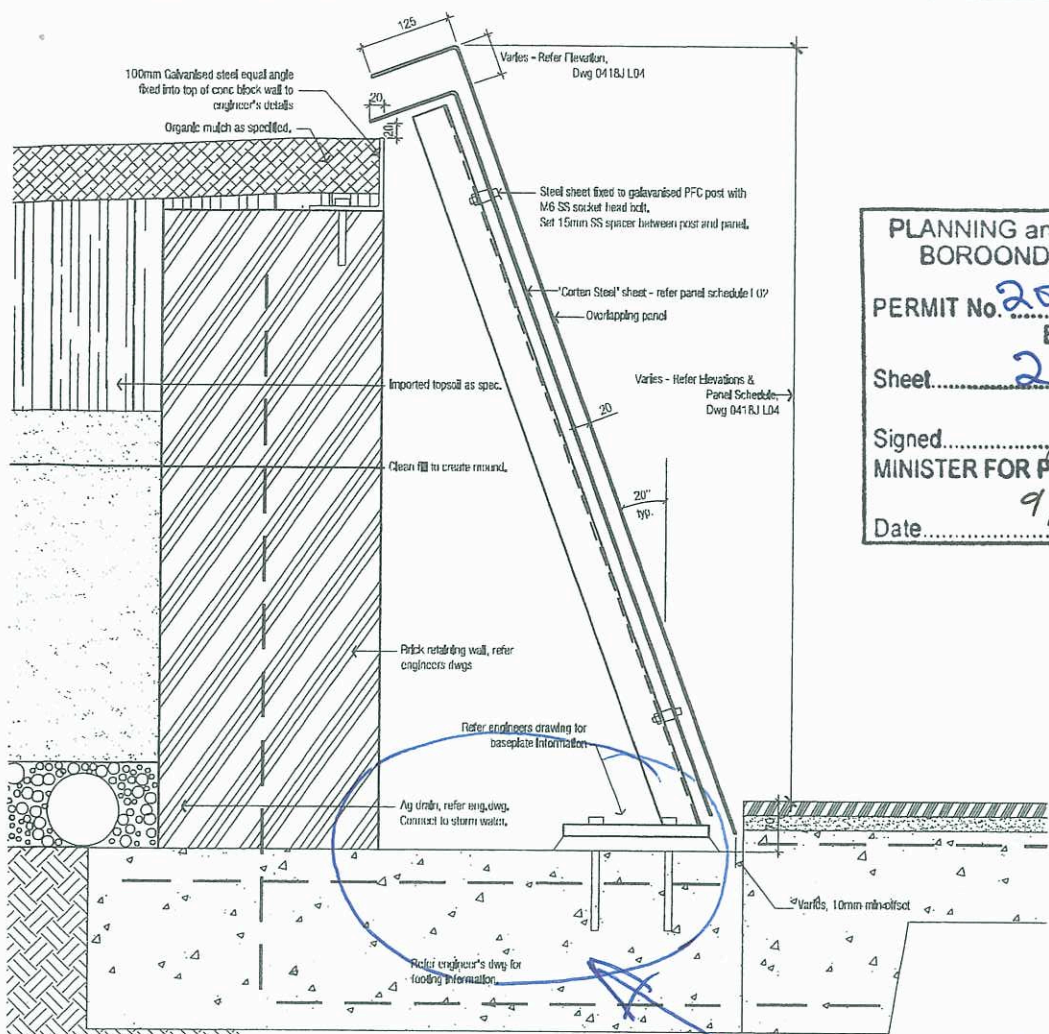 125
Varies - Refer Elevation,
Dwg 0418J L04
100mm Galvanised steel equal angle
fixed into top of conc block wall to
engineer's details
Organic mulch as specified.
20
20
Steel sheet fixed to galavanised PFC post with
M6 SS socket head bolt.
Set 15mm SS spacer between post and panel.
'Corten Steel' sheet - refer panel schedule L02
Overlapping panel
Imported topsoil as spec.
Varies - Refer Elevations &
Panel Schedule,
Dwg 0418J L04
20
Clean fill to create mound.
20°
typ.
Brick retaining wall, refer
engineers dwgs
Refer engineers drawing for
baseplate information
Ag drain, refer eng.dwg.
Connect to storm water.
70
Varies, 10mm min offset
Refer engineer's dwg for
footing information.
PLANNING an
BOROOND
PERMIT No. 20
Sheet 2
Signed
MINISTER FOR P
Date 9/